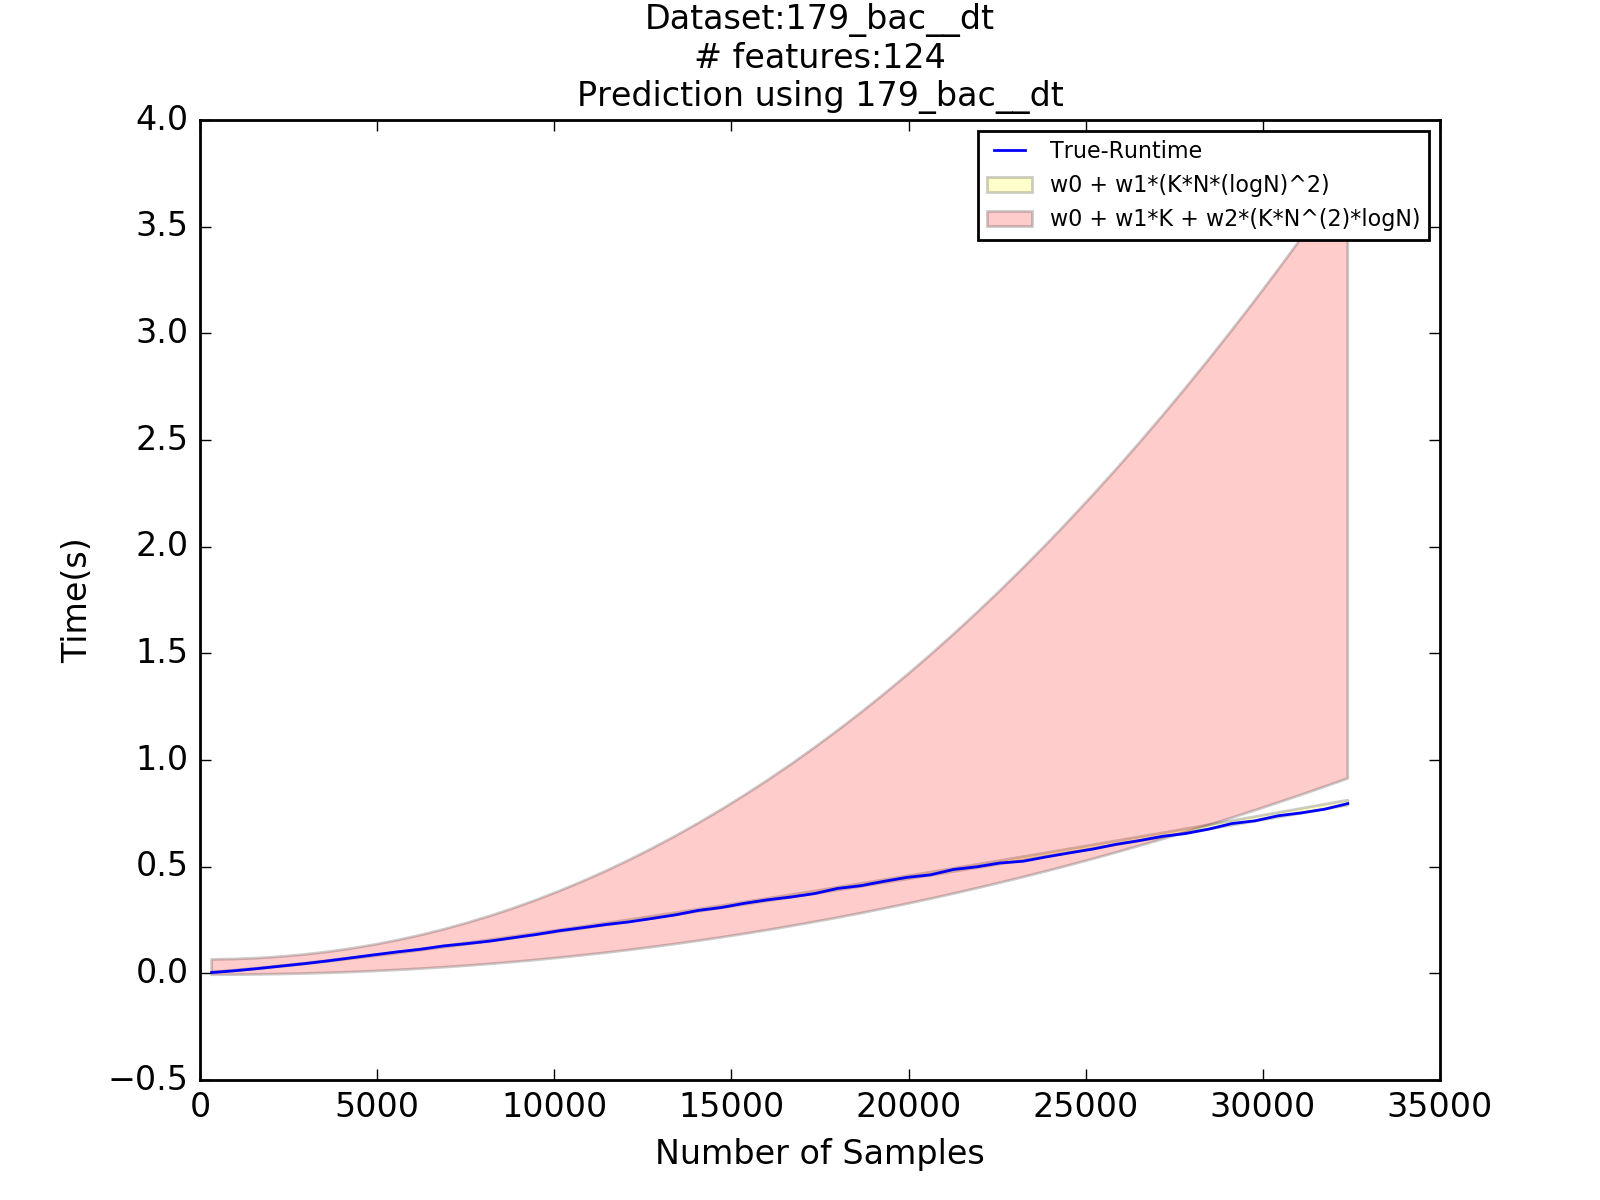 Dataset:179_bac__dt
# features:124
Prediction using 179_bac__dt
4.0
3.5
3.0
2.5
2.0
1.5
1.0
0.5
0.0
−0.5
Time(s)
True-Runtime
w0 + w1*(K*N*(logN)^2)
w0 + w1*K + w2*(K*N^(2)*logN)
0 5000 10000 15000 20000 25000 30000 35000
Number of Samples